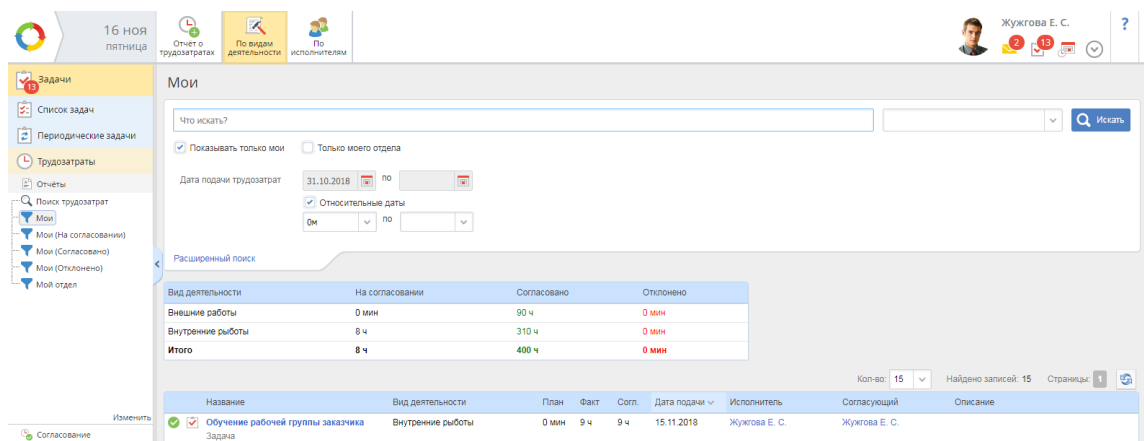 16 ноя
пятница
Отчёт о трудозатратах
По видам деятельности
По исполнителям
Жужгова Е. С.
2
13
?
Задачи
13
Список задач
Периодические задачи
Трудозатраты
Отчёты
Поиск трудозатрат
Мои
Мои (На согласовании)
Мои (Согласовано)
Мои (Отклонено)
Мой отдел
Изменить
Согласование
Мои
Что искать?
Искать
Показывать только мои Только моего отдела
Дата подачи трудозатрат 31.10.2018 по
Относительные даты
0м по
Расширенный поиск
Вид деятельности На согласовании Согласовано Отклонено
Внешние работы 0 мин 90 ч 0 мин
Внутренние рыботы 8 ч 310 ч 0 мин
Итого 8 ч 400 ч 0 мин
Кол-во: 15 Найдено записей: 15 Страницы: 1
Название Вид деятельности План Факт Согл. Дата подачи Исполнитель Согласующий Описание
Обучение рабочей группы заказчика Внутренние рыботы 0 мин 9 ч 9 ч 15.11.2018 Жужгова Е. С. Жужгова Е. С.
Задача